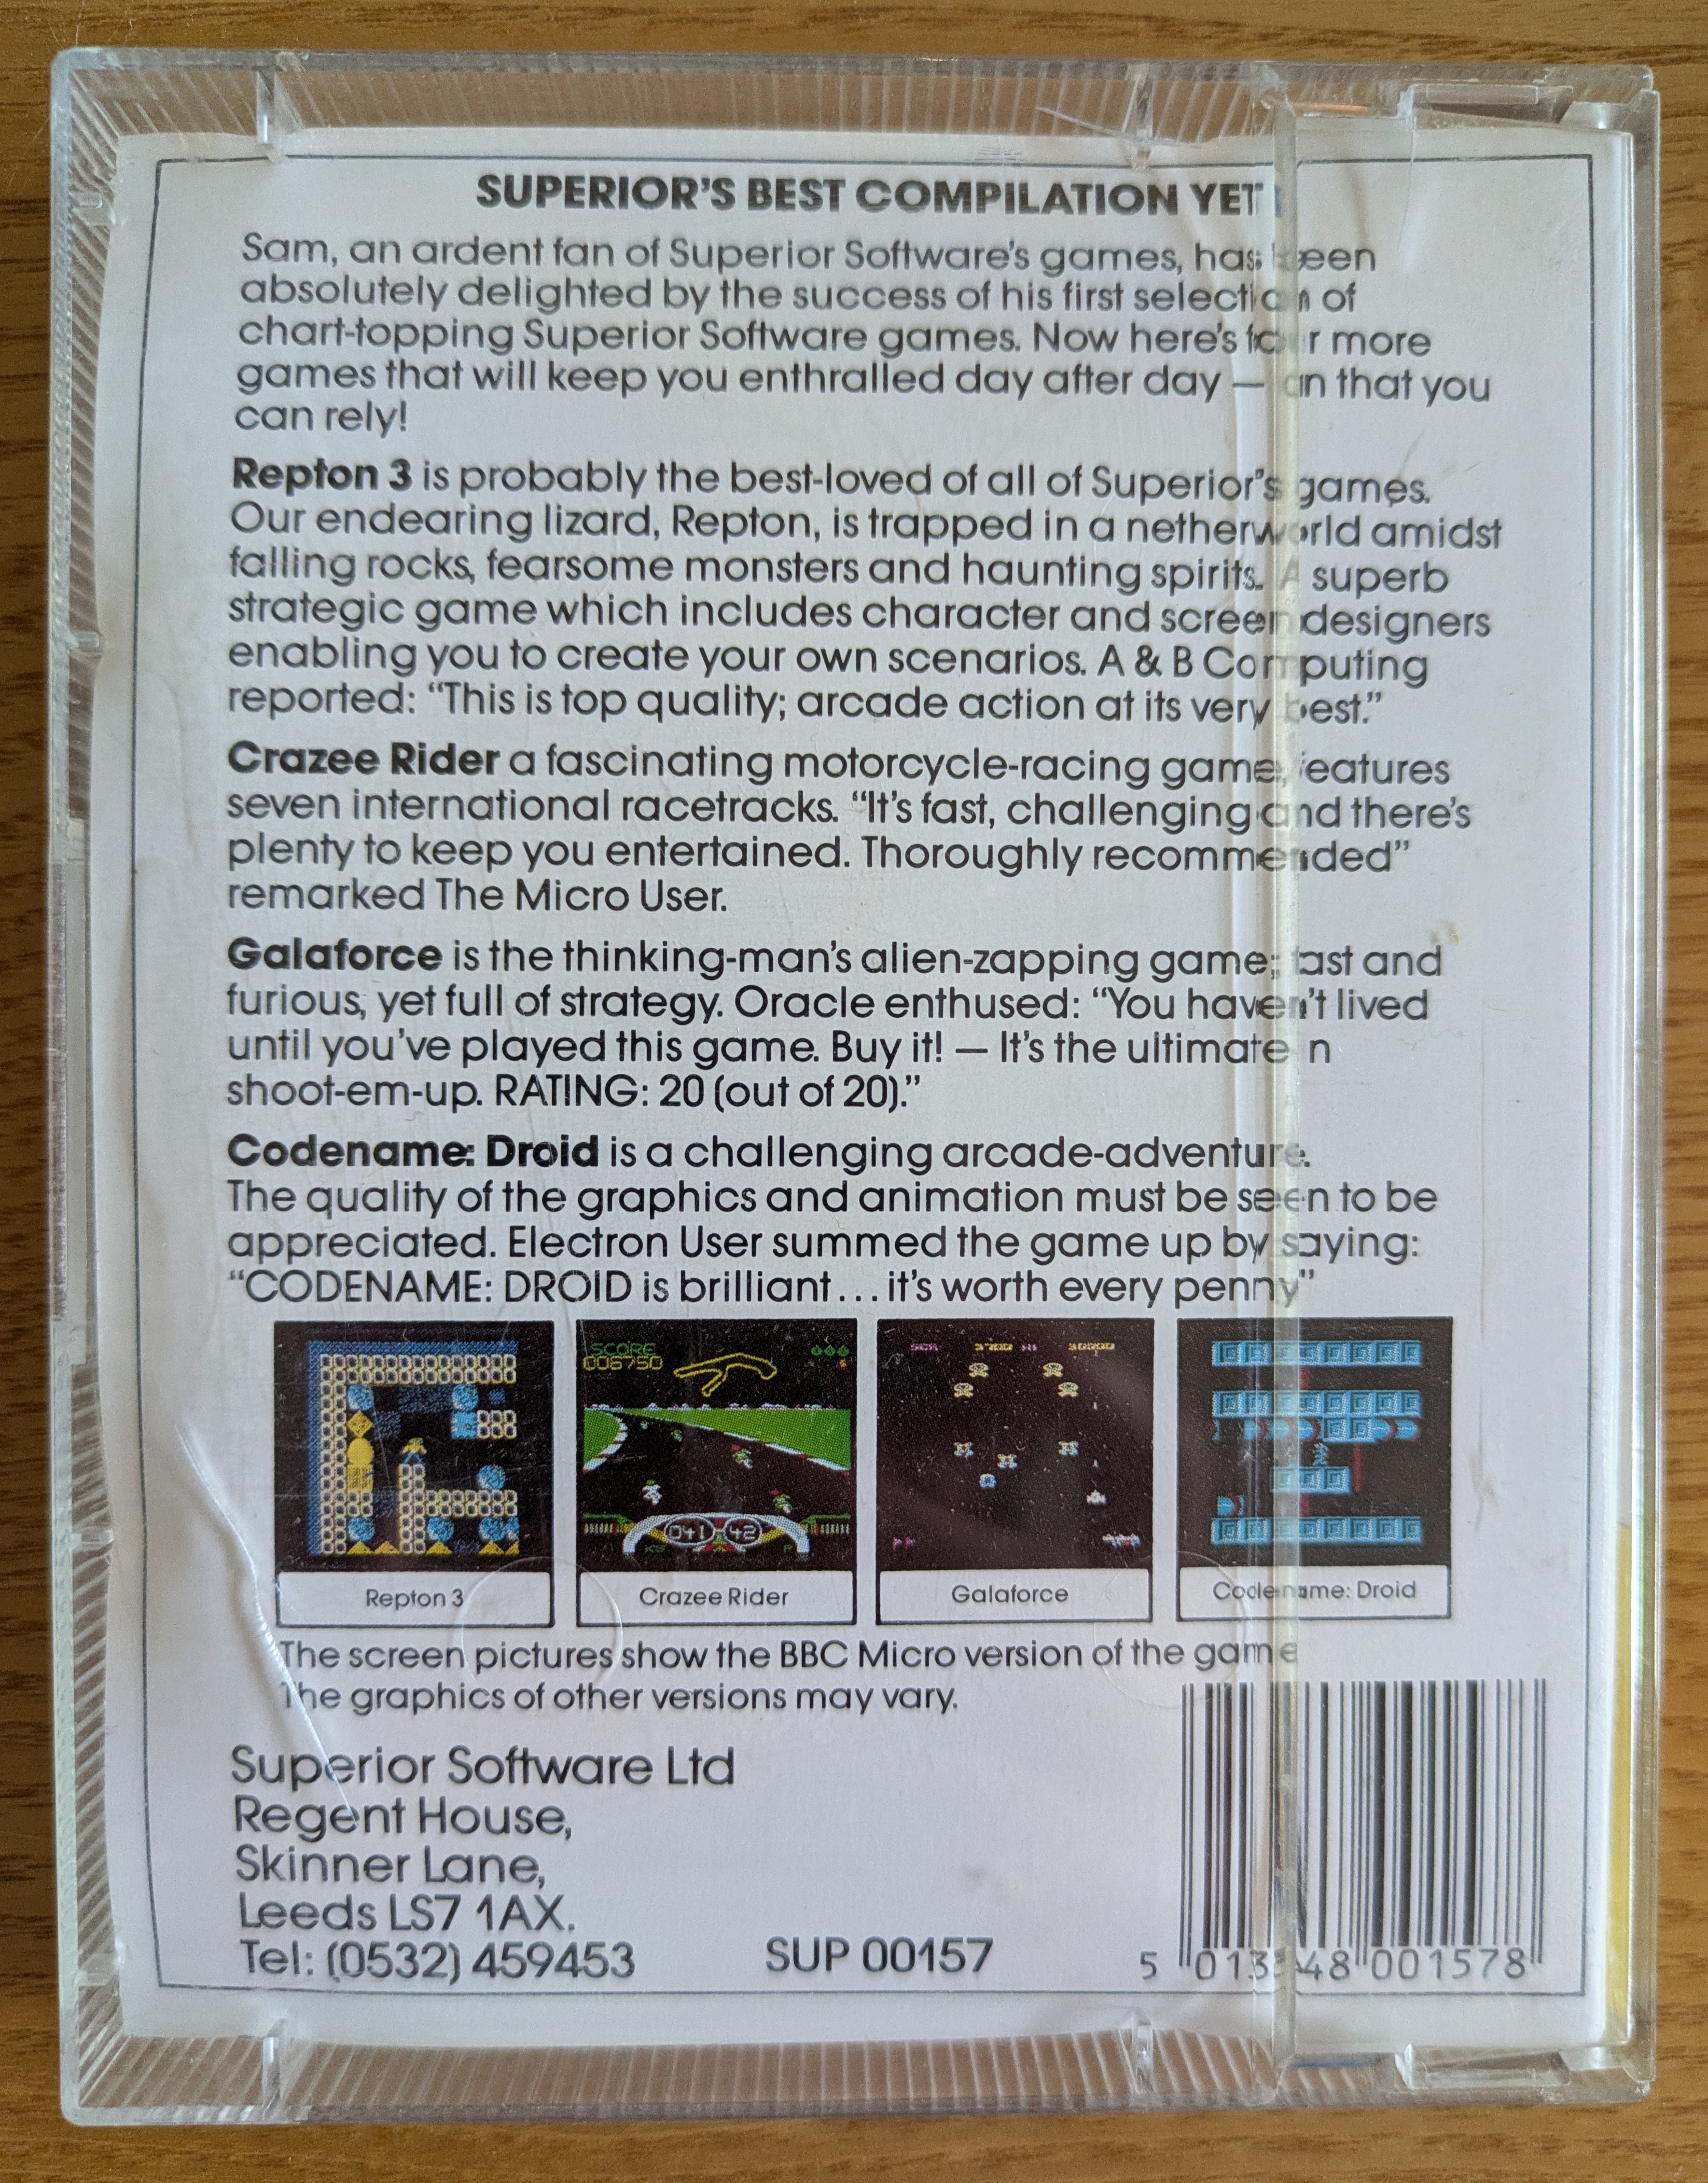 SUPERIOR'S BEST COMPILATION YET
Sam, an ardent fan of Superior Software's games, has been
absolutely delighted by the success of his first selection of
chart-topping Superior Software games. Now here's four more
games that will keep you enthralled day after day — on that you
can rely!
Repton 3 is probably the best-loved of all of Superior's games.
Our endearing lizard, Repton, is trapped in a netherworld amidst
falling rocks, fearsome monsters and haunting spirits. A superb
strategic game which includes character and screen designers
enabling you to create your own scenarios. A & B Computing
reported: “This is top quality; arcade action at its very best.”
Crazee Rider a fascinating motorcycle-racing game, features
seven international racetracks. “It's fast, challenging and there's
plenty to keep you entertained. Thoroughly recommended”
remarked The Micro User.
Galaforce is the thinking-man's alien-zapping game; fast and
furious, yet full of strategy. Oracle enthused: “You haven't lived
until you've played this game. Buy it! — It's the ultimate in
shoot-em-up. RATING: 20 (out of 20).”
Codename: Droid is a challenging arcade-adventure.
The quality of the graphics and animation must be seen to be
appreciated. Electron User summed the game up by saying:
“CODENAME: DROID is brilliant... it's worth every penny”
SCORE
006750
041 42
Repton 3
Crazee Rider
Galaforce
Codename: Droid
The screen pictures show the BBC Micro version of the game
The graphics of other versions may vary.
Superior Software Ltd
Regent House,
Skinner Lane,
Leeds LS7 1AX.
Tel: (0532) 459453
SUP 00157
5 001578